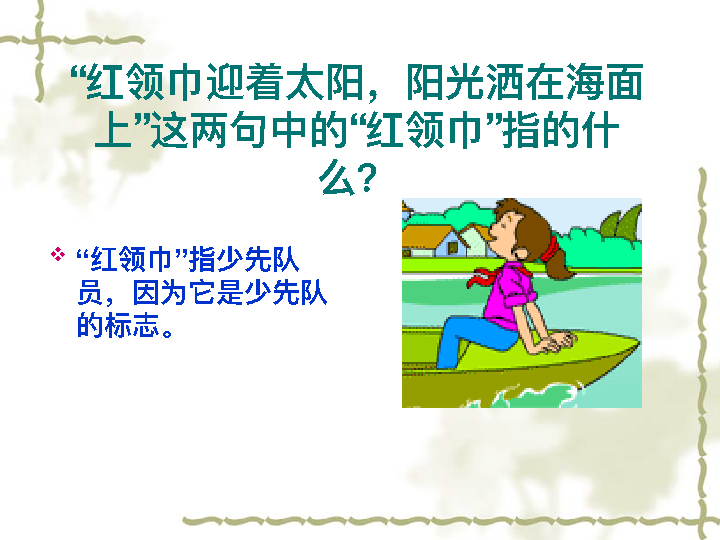 “红领巾迎着太阳，阳光洒在海面
上”这两句中的“红领巾”指的什
么？
“红领巾”指少先队
员，因为它是少先队
的标志。